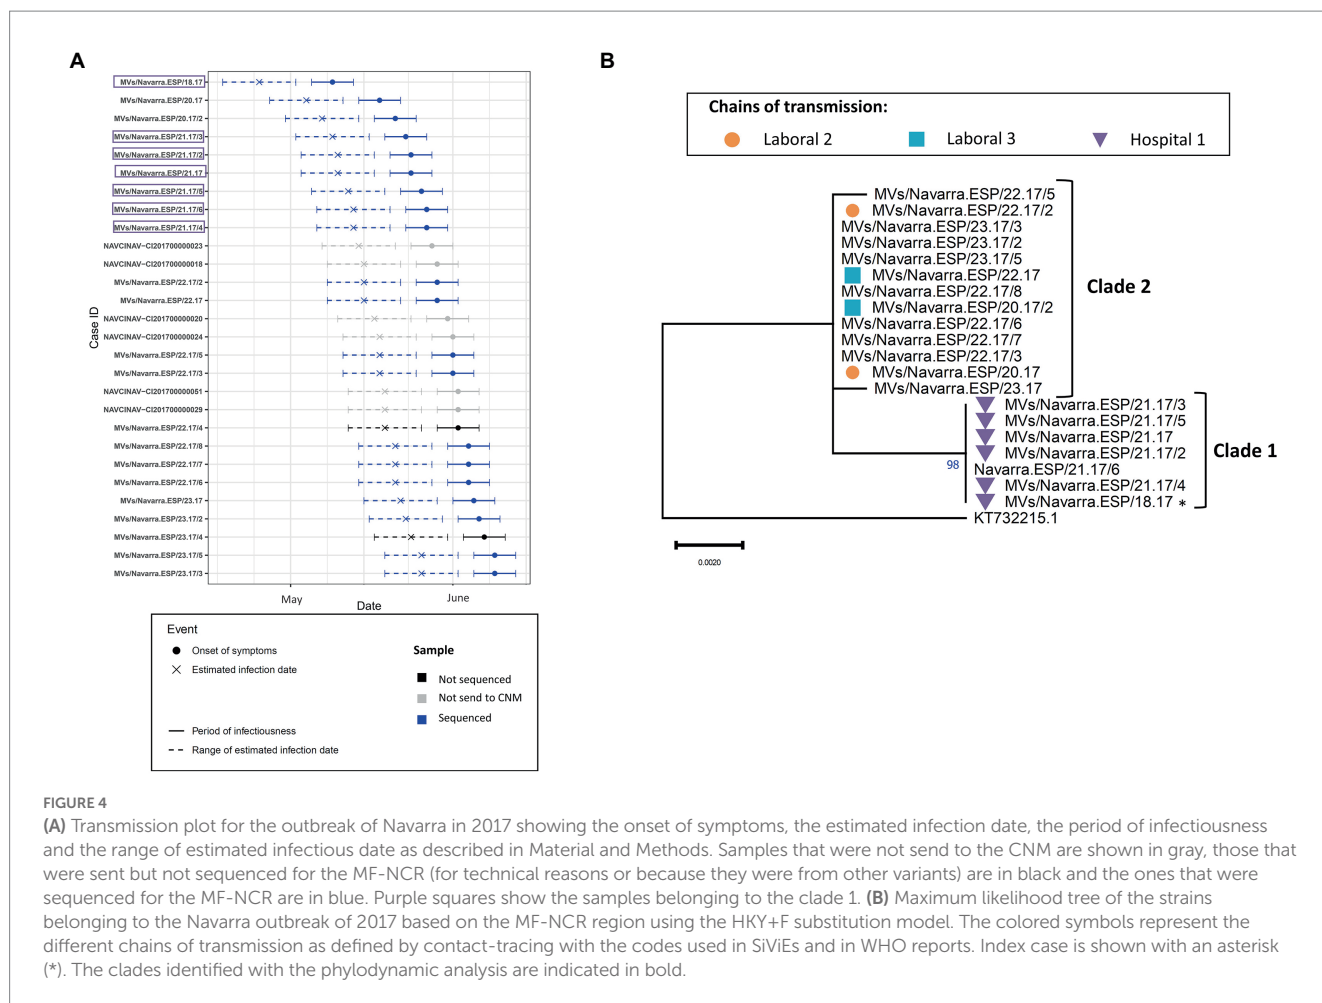 A
MVs/Navarra.ESP/18.17
MVs/Navarra.ESP/20.17
MVs/Navarra.ESP/20.17/2
MVs/Navarra.ESP/21.17/3
MVs/Navarra.ESP/21.17/2
MVs/Navarra.ESP/21.17
MVs/Navarra.ESP/21.17/5
MVs/Navarra.ESP/21.17/6
MVs/Navarra.ESP/21.17/4
NAVCINAV-CI201700000023
NAVCINAV-CI201700000018
MVs/Navarra.ESP/22.17/2
MVs/Navarra.ESP/22.17
NAVCINAV-CI201700000020
NAVCINAV-CI201700000024
MVs/Navarra.ESP/22.17/5
MVs/Navarra.ESP/22.17/3
NAVCINAV-CI201700000051
NAVCINAV-CI201700000029
MVs/Navarra.ESP/22.17/4
MVs/Navarra.ESP/22.17/8
MVs/Navarra.ESP/22.17/7
MVs/Navarra.ESP/22.17/6
MVs/Navarra.ESP/23.17
MVs/Navarra.ESP/23.17/2
MVs/Navarra.ESP/23.17/4
MVs/Navarra.ESP/23.17/5
MVs/Navarra.ESP/23.17/3
Case ID
May
June
Date
Event
Onset of symptoms
Estimated infection date
Period of infectiousness
Range of estimated infection date
Sample
Not sequenced
Not send to CNM
Sequenced
B
Chains of transmission:
Laboral 2
Laboral 3
Hospital 1
MVs/Navarra.ESP/22.17/5
MVs/Navarra.ESP/22.17/2
MVs/Navarra.ESP/23.17/3
MVs/Navarra.ESP/23.17/2
MVs/Navarra.ESP/23.17/5
MVs/Navarra.ESP/22.17
MVs/Navarra.ESP/22.17/8
MVs/Navarra.ESP/20.17/2
MVs/Navarra.ESP/22.17/6
MVs/Navarra.ESP/22.17/7
MVs/Navarra.ESP/22.17/3
MVs/Navarra.ESP/20.17
MVs/Navarra.ESP/23.17
Clade 2
MVs/Navarra.ESP/21.17/3
MVs/Navarra.ESP/21.17/5
MVs/Navarra.ESP/21.17
MVs/Navarra.ESP/21.17/2
Navarra.ESP/21.17/6
MVs/Navarra.ESP/21.17/4
MVs/Navarra.ESP/18.17 *
Clade 1
98
KT732215.1
0.0020
FIGURE 4
(A) Transmission plot for the outbreak of Navarra in 2017 showing the onset of symptoms, the estimated infection date, the period of infectiousness
and the range of estimated infectious date as described in Material and Methods. Samples that were not send to the CNM are shown in gray, those that
were sent but not sequenced for the MF-NCR (for technical reasons or because they were from other variants) are in black and the ones that were
sequenced for the MF-NCR are in blue. Purple squares show the samples belonging to the clade 1. (B) Maximum likelihood tree of the strains
belonging to the Navarra outbreak of 2017 based on the MF-NCR region using the HKY+F substitution model. The colored symbols represent the
different chains of transmission as defined by contact-tracing with the codes used in SiViEs and in WHO reports. Index case is shown with an asterisk
(*). The clades identified with the phylodynamic analysis are indicated in bold.